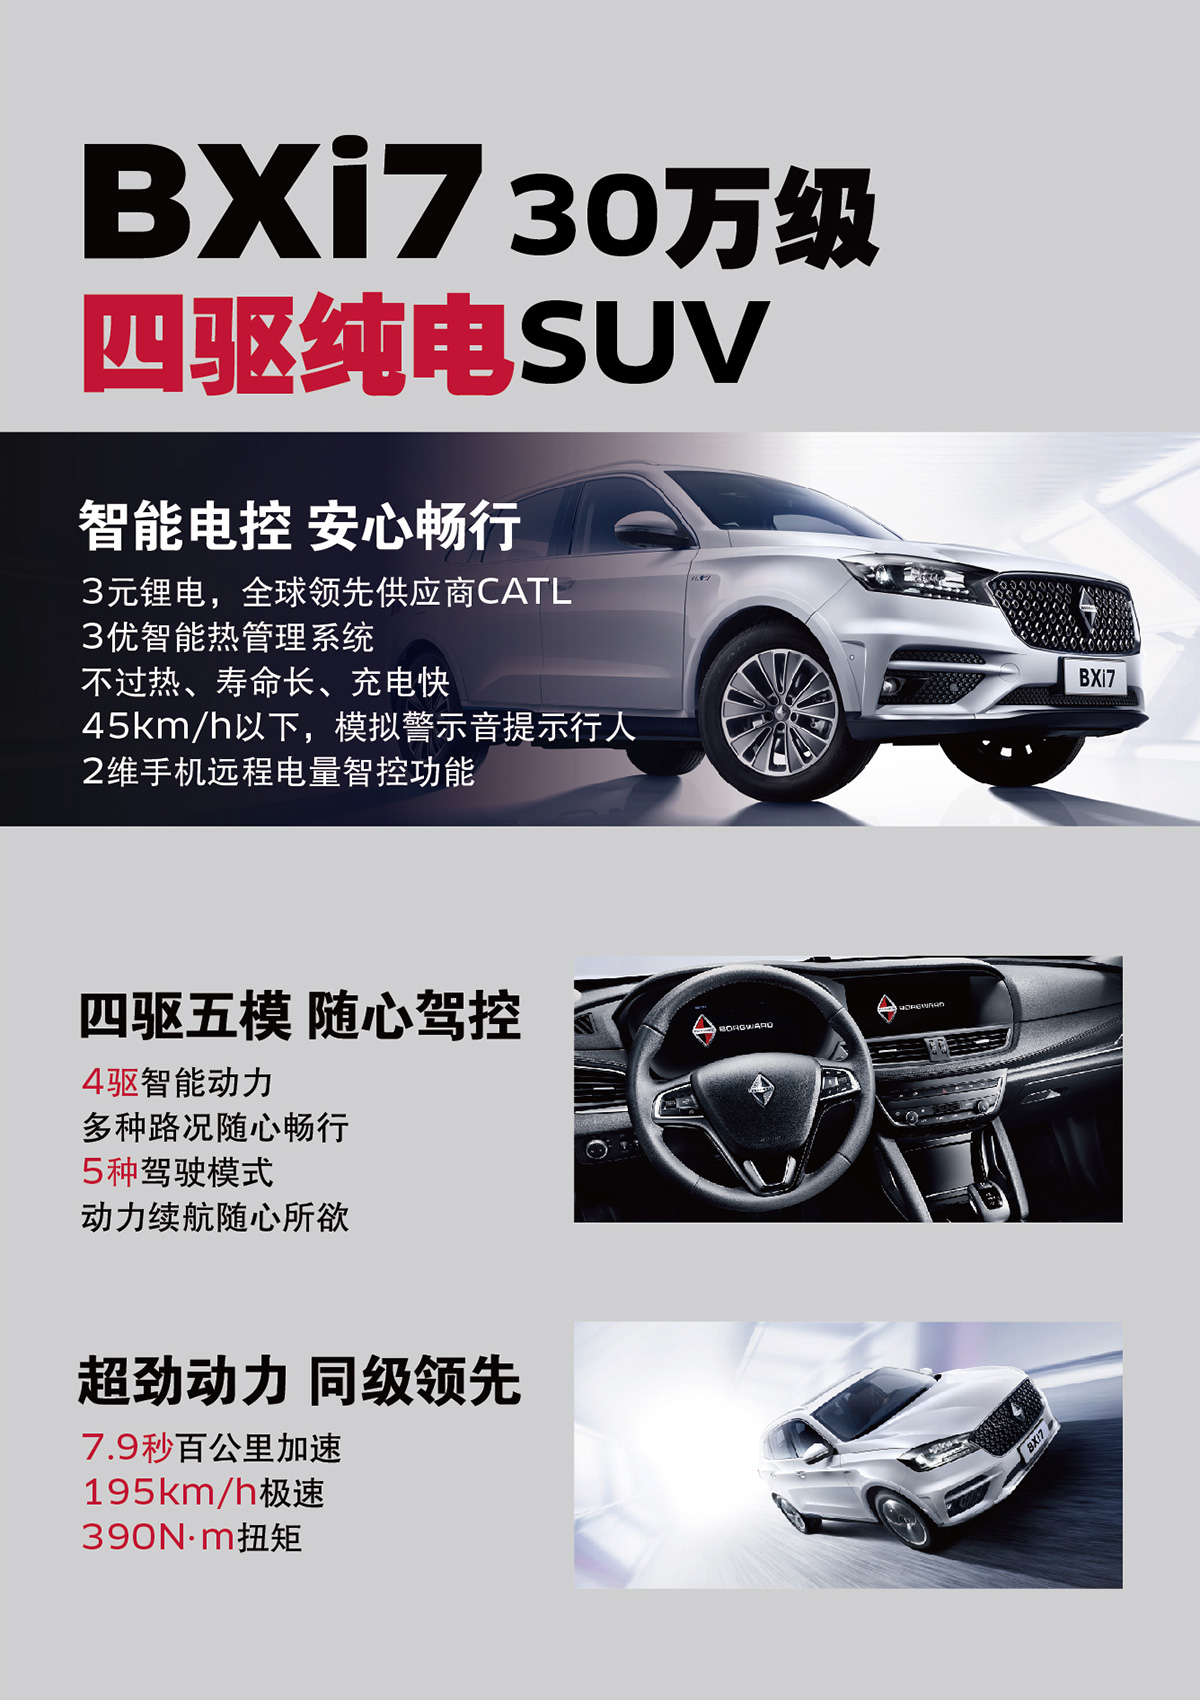 BXi7 30万级
四驱纯电SUV
智能电控 安心畅行
3元锂电，全球领先供应商CATL
3优智能热管理系统
不过热、寿命长、充电快
45km/h以下，模拟警示音提示行人
2维手机远程电量智控功能
BXi7
四驱五模 随心驾控
4驱智能动力
多种路况随心畅行
5种驾驶模式
动力续航随心所欲
BORGWARD
BORGWARD
超劲动力 同级领先
7.9秒百公里加速
195km/h极速
390N·m扭矩
BXi7